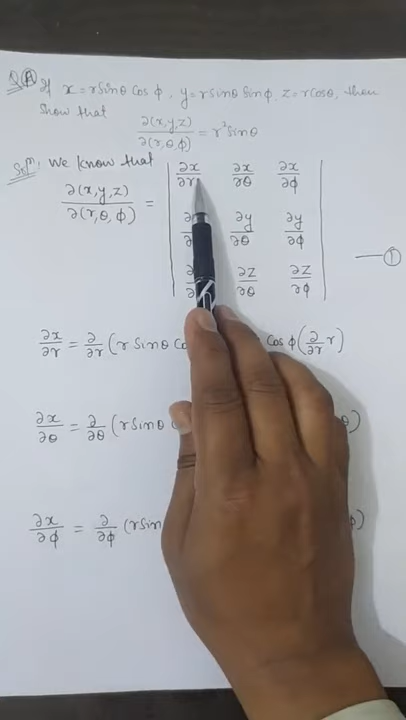 Q(A) If x = r sinθ cos ϕ, y = r sinθ sinϕ, z = r cosθ, then
show that
∂(x,y,z)/∂(r,θ,ϕ) = r² sinθ
Solⁿ: We know that
∂(x,y,z)/∂(r,θ,ϕ) = | ∂x/∂r ∂x/∂θ ∂x/∂ϕ
∂y/∂θ ∂y/∂ϕ
∂z/∂θ ∂z/∂ϕ | — ①
∂x/∂r = ∂/∂r (r sinθ cos ϕ (∂/∂r r)
∂x/∂θ = ∂/∂θ (r sinθ
∂x/∂ϕ = ∂/∂ϕ (r sin